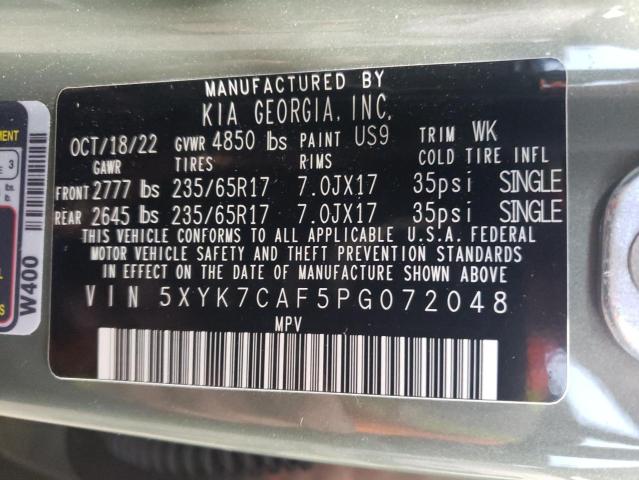 MANUFACTURED BY
KIA GEORGIA, INC.
OCT/18/22 GVWR 4850 lbs PAINT US9 TRIM WK
GAWR TIRES RIMS COLD TIRE INFL
FRONT 2777 lbs 235/65R17 7.0JX17 35psi SINGLE
REAR 2645 lbs 235/65R17 7.0JX17 35psi SINGLE
THIS VEHICLE CONFORMS TO ALL APPLICABLE U.S.A. FEDERAL
MOTOR VEHICLE SAFETY AND THEFT PREVENTION STANDARDS
IN EFFECT ON THE DATE OF MANUFACTURE SHOWN ABOVE.
VIN 5XYK7CAF5PG072048
MPV
3
lbs.
W400